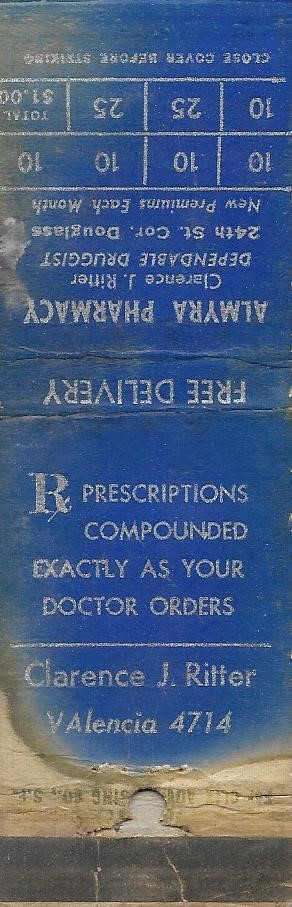 FREE DELIVERY
ALMYRA PHARMACY
Clarence J. Ritter
DEPENDABLE DRUGGIST
24th St. Cor. Douglass
New Premiums Each Month
10 10 10 10
10 25 25 TOTAL $1.00
CLOSE COVER BEFORE STRIKING
Rx PRESCRIPTIONS
COMPOUNDED
EXACTLY AS YOUR
DOCTOR ORDERS
Clarence J. Ritter
VAlencia 4714